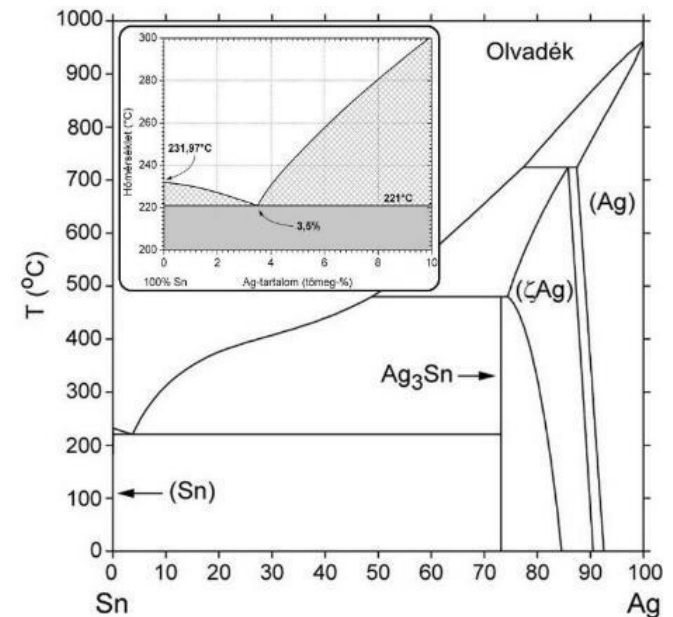 1000
900
800
700
600
500
400
300
200
100
0
T (°C)
0 10 20 30 40 50 60 70 80 90 100
Sn
Ag
Olvadék
(Ag)
(ζAg)
Ag₃Sn
(Sn)
300
280
260
240
220
200
Hőmérséklet (°C)
231,97°C
221°C
3,5%
0 2 4 6 8 10
100% Sn
Ag-tartalom (tömeg-%)